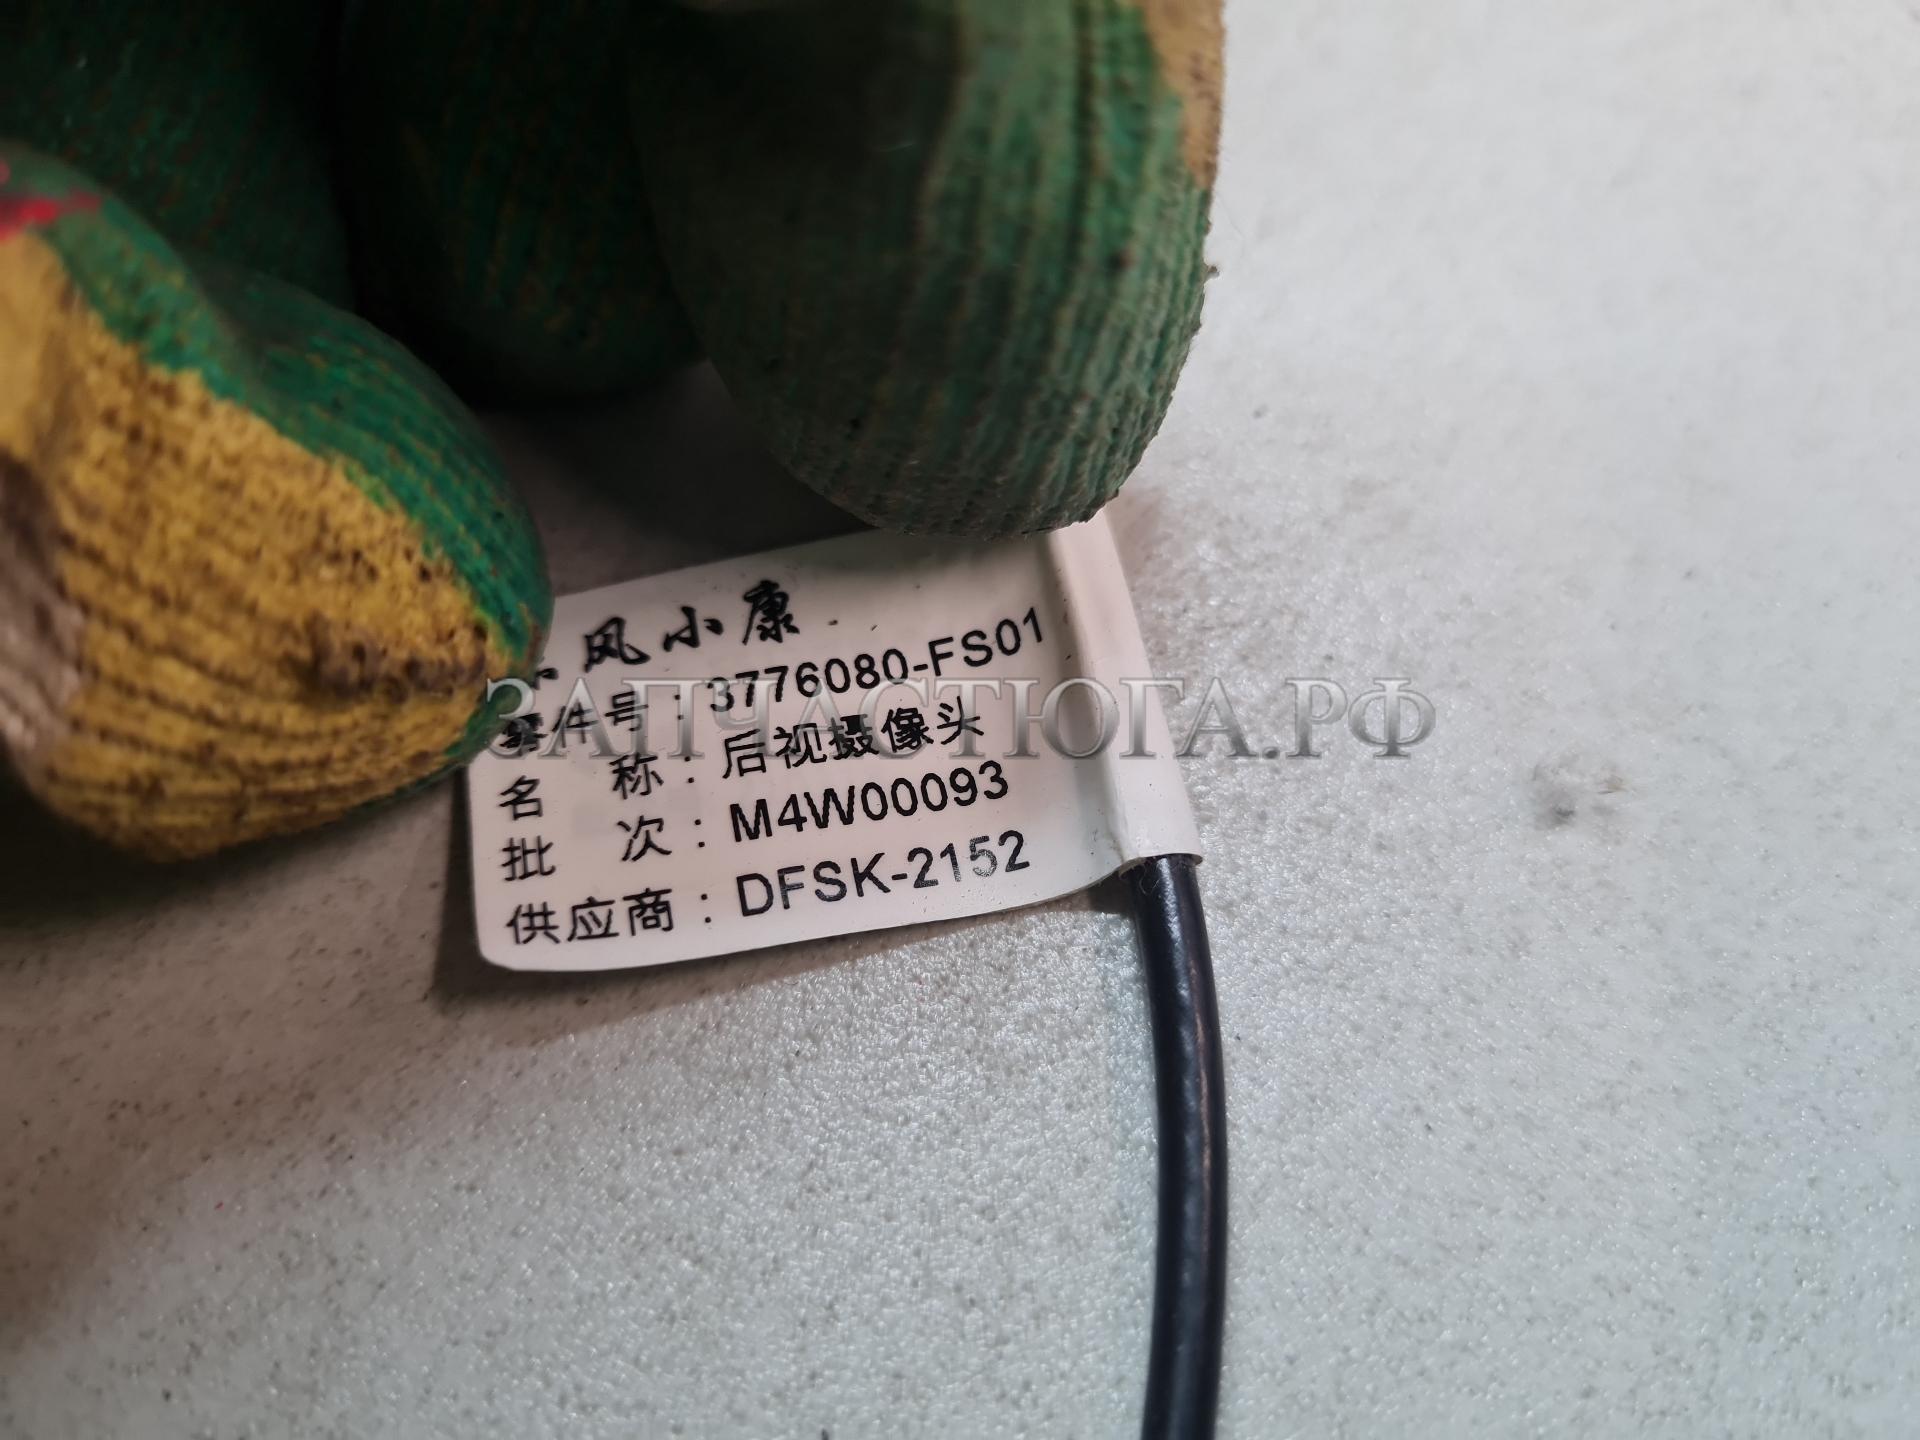 风小康
零件号：3776080-FS01
名 称：后视摄像头
批 次：M4W00093
供应商：DFSK-2152
ЗАПЧАСТЮГА.РФ